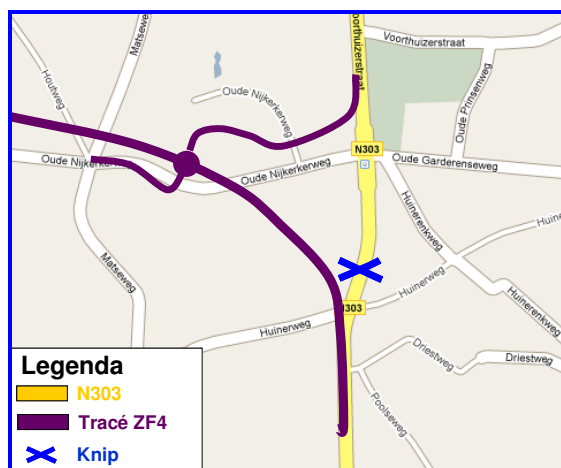 Voorthuizerstraat
oorthuizerstraat
Matseweg
Houtweg
Oude Nijkerkerweg
Oude Prinsenweg
N303
Oude Nijkerkerweg
Oude Nijkerkerweg
Oude Garderenseweg
Huinerenkweg
Matseweg
Huinerweg
N303
Huinerweg
Huinerenkweg
Driestweg
Driestweg
Poolseweg
Legenda
N303
Tracé ZF4
Knip